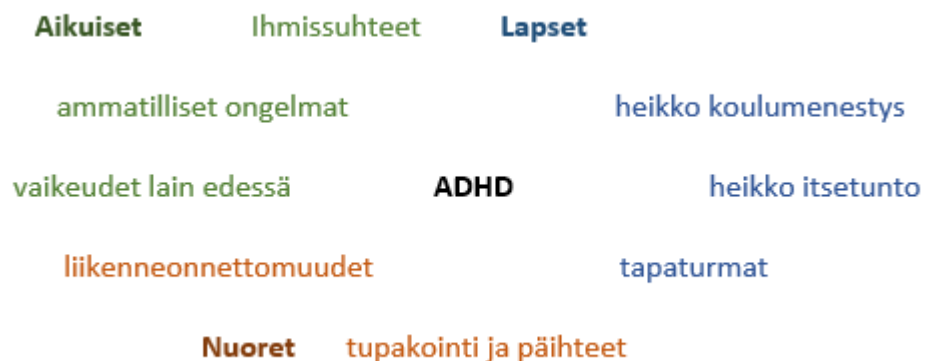 Aikuiset Ihmissuhteet Lapset
ammatilliset ongelmat heikko koulumenestys
vaikeudet lain edessä ADHD heikko itsetunto
liikenneonnettomuudet tapaturmat
Nuoret tupakointi ja päihteet